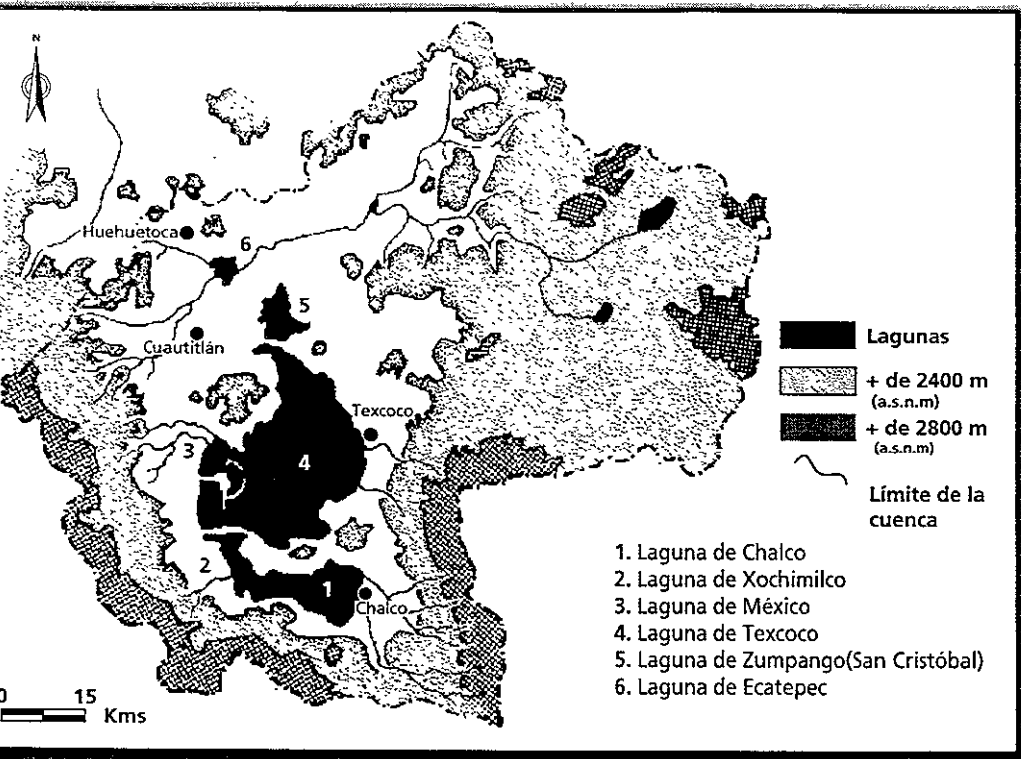 N
Huehuetoca
6
5
Cuautitlán
Texcoco
3
4
2
1
Chalco
Lagunas
+ de 2400 m
(a.s.n.m)
+ de 2800 m
(a.s.n.m)
Límite de la
cuenca
1. Laguna de Chalco
2. Laguna de Xochimilco
3. Laguna de México
4. Laguna de Texcoco
5. Laguna de Zumpango(San Cristóbal)
6. Laguna de Ecatepec
0 15
Kms